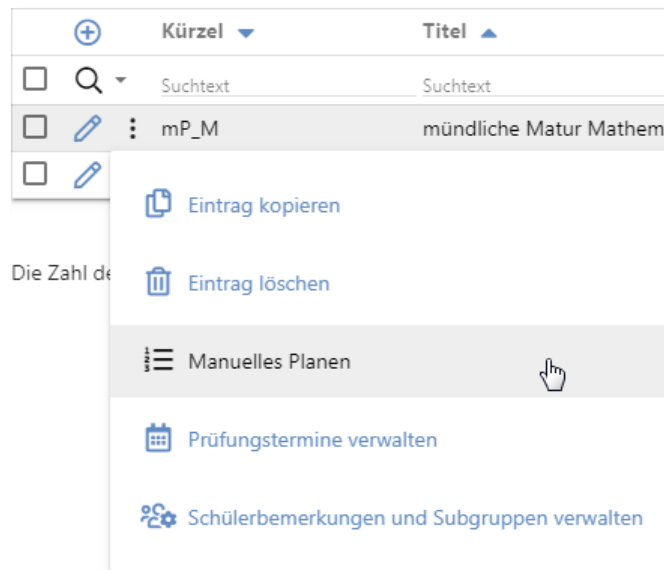 Kürzel Titel
Suchtext Suchtext
mP_M mündliche Matur Mathem
Eintrag kopieren
Die Zahl de
Eintrag löschen
Manuelles Planen
Prüfungstermine verwalten
Schülerbemerkungen und Subgruppen verwalten